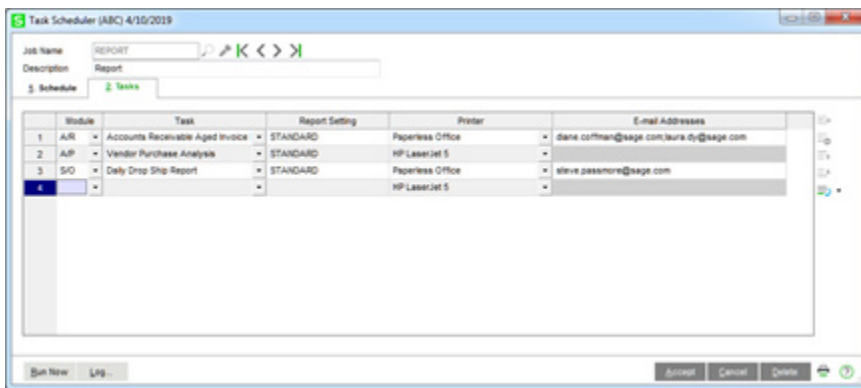 S Task Scheduler (ABC) 4/10/2019
Job Name REPORT
Description Report
1. Schedule 2. Tasks
Module Task Report Setting Printer E-mail Addresses
1 A/R Accounts Receivable Aged Invoice STANDARD Paperless Office diane.coffman@sage.com;laura.dy@sage.com
2 A/P Vendor Purchase Analysis STANDARD HP LaserJet 5
3 S/O Daily Drop Ship Report STANDARD Paperless Office steve.passmore@sage.com
4 HP LaserJet 5
Run Now Log... Accept Cancel Delete